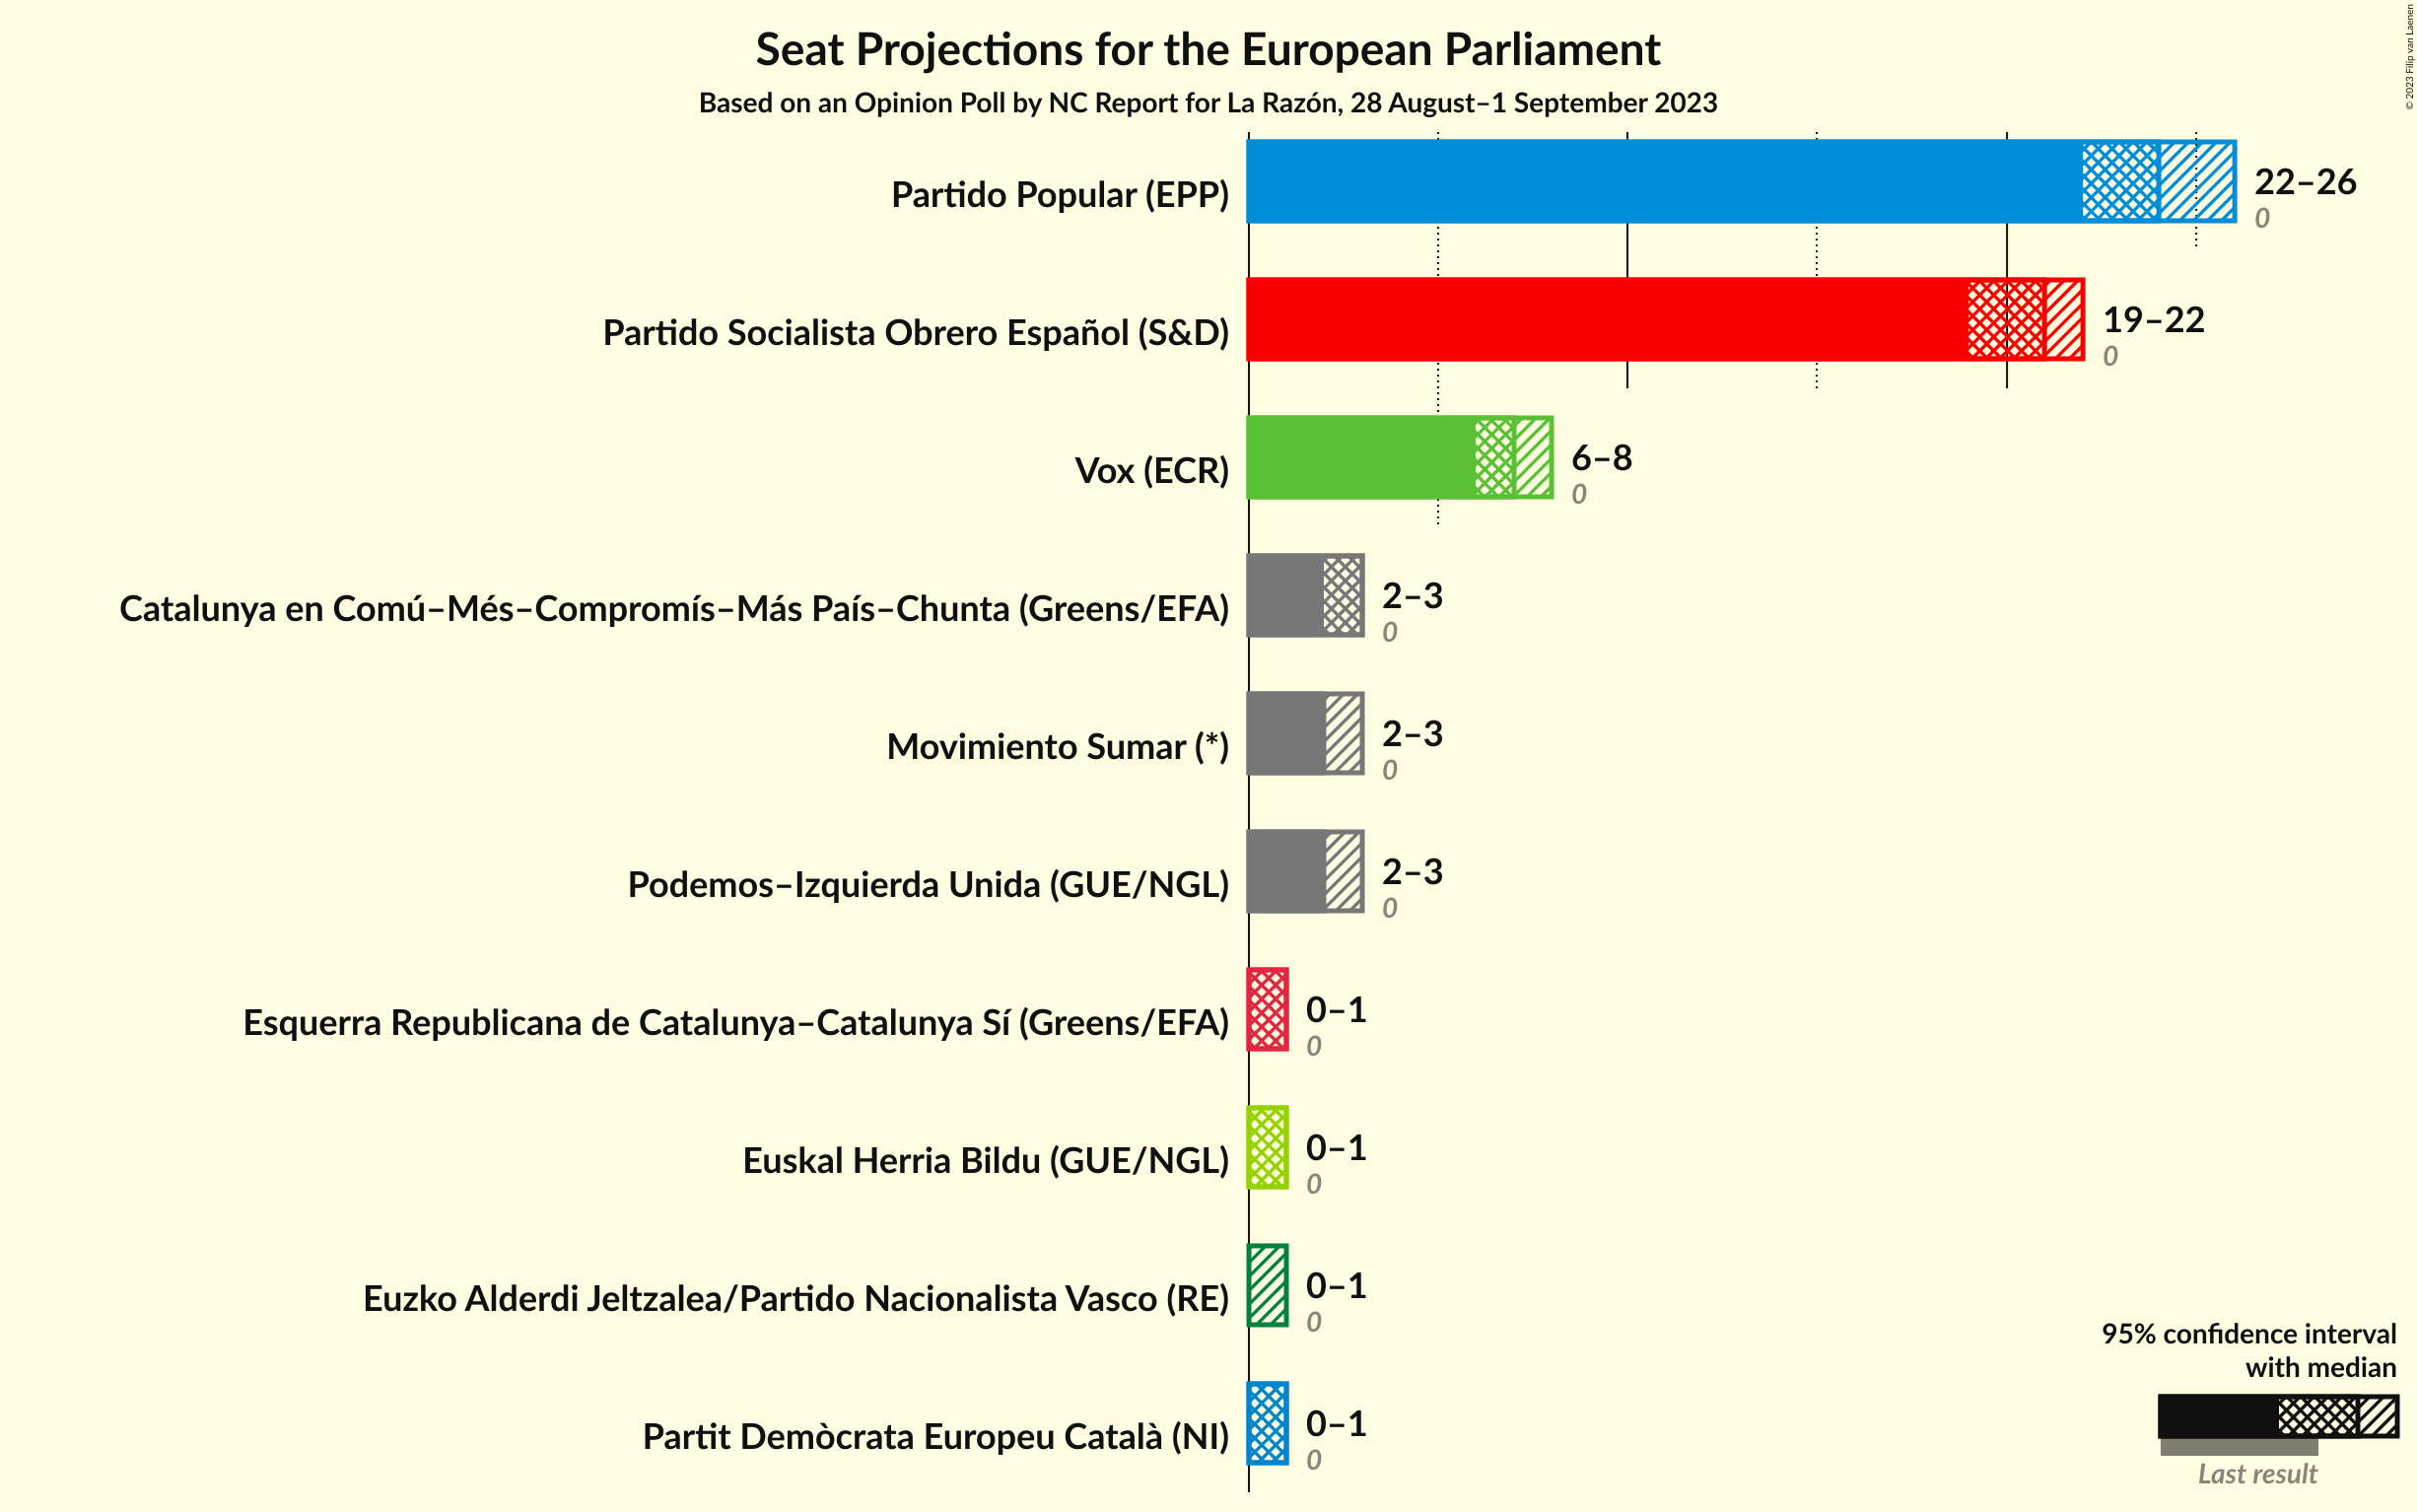 Seat Projections for the European Parliament
Based on an Opinion Poll by NC Report for La Razón, 28 August–1 September 2023
© 2023 Filip van Laenen
Partido Popular (EPP)
22–26
0
Partido Socialista Obrero Español (S&D)
19–22
0
Vox (ECR)
6–8
0
Catalunya en Comú–Més–Compromís–Más País–Chunta (Greens/EFA)
2–3
0
Movimiento Sumar (*)
2–3
0
Podemos–Izquierda Unida (GUE/NGL)
2–3
0
Esquerra Republicana de Catalunya–Catalunya Sí (Greens/EFA)
0–1
0
Euskal Herria Bildu (GUE/NGL)
0–1
0
Euzko Alderdi Jeltzalea/Partido Nacionalista Vasco (RE)
0–1
0
Partit Demòcrata Europeu Català (NI)
0–1
0
95% confidence interval
with median
Last result